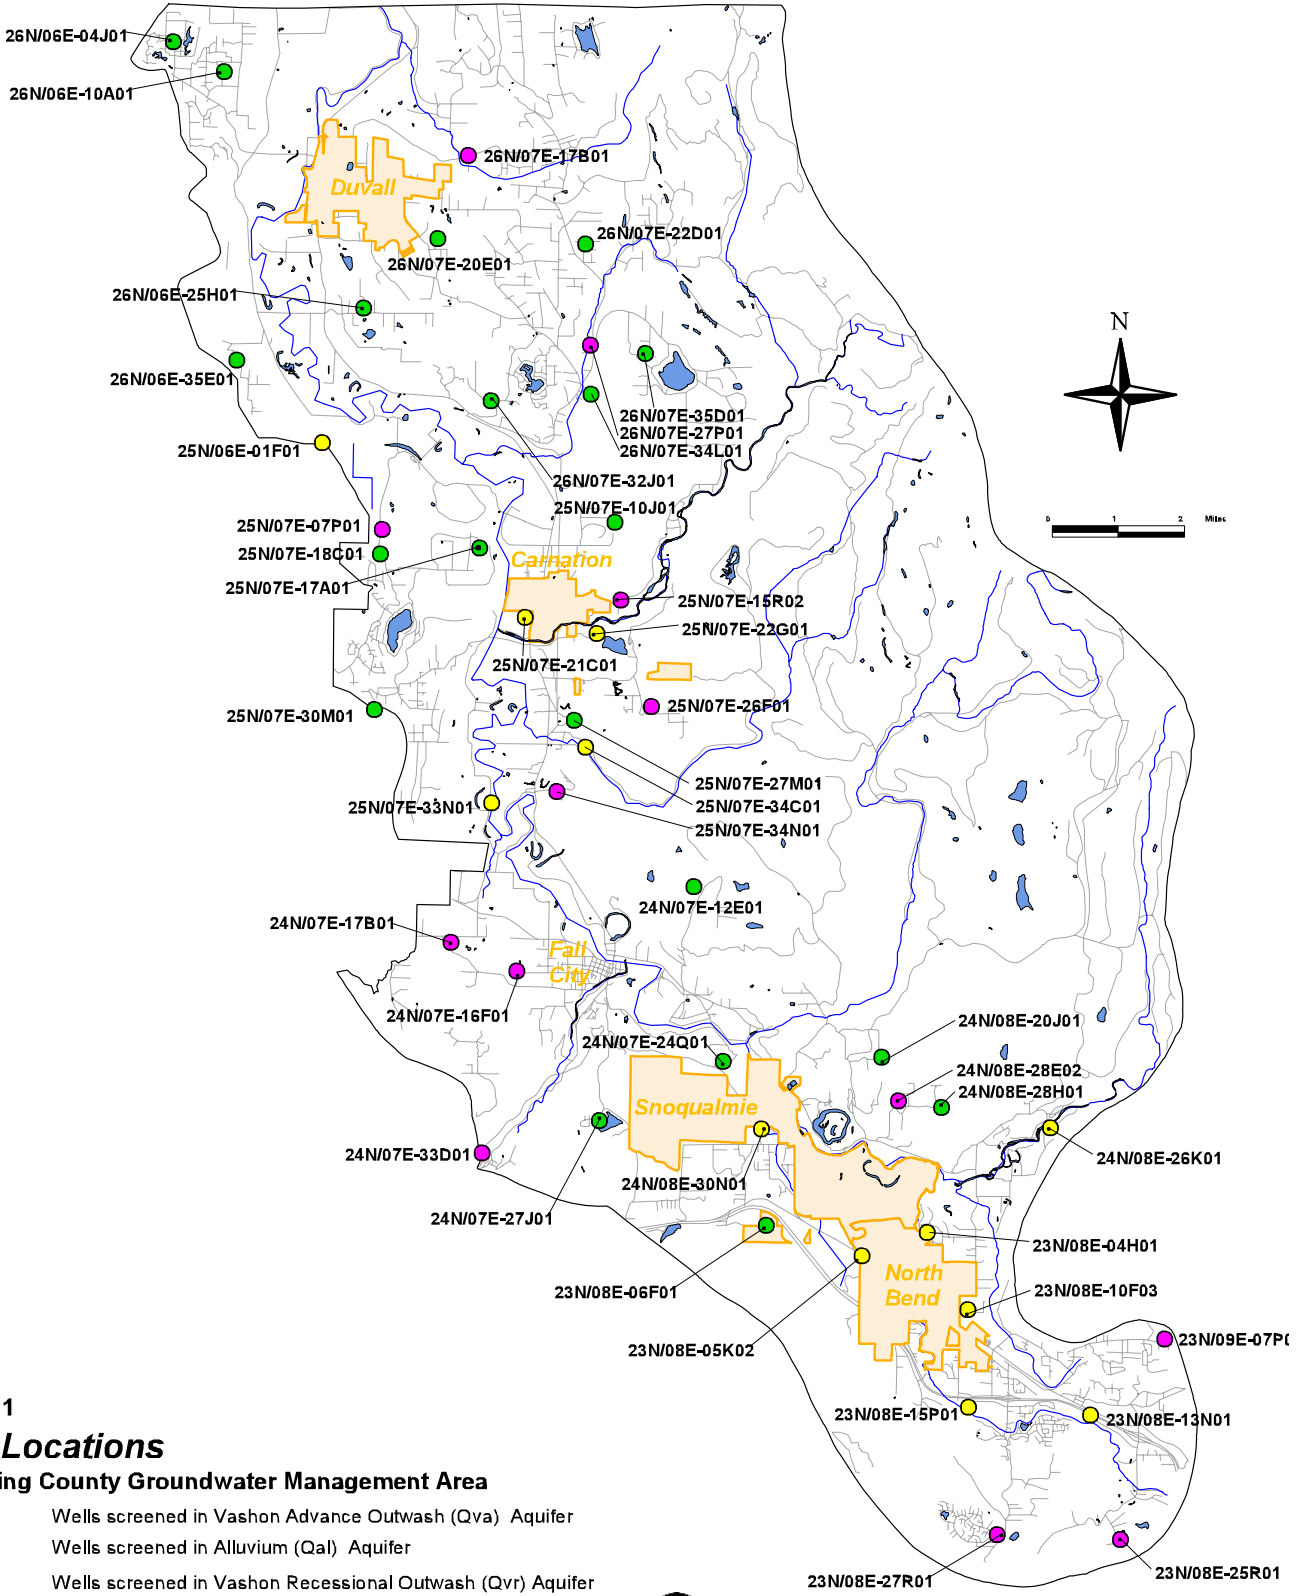 26N/06E-04J01
26N/06E-10A01
26N/07E-17B01
Duvall
26N/07E-22D01
26N/07E-20E01
26N/06E-25H01
N
26N/06E-35E01
26N/07E-35D01
26N/07E-27P01
25N/06E-01F01
26N/07E-34L01
26N/07E-32J01
25N/07E-10J01
0 1 2 Miles
25N/07E-07P01
25N/07E-18C01
Carnation
25N/07E-17A01
25N/07E-15R02
25N/07E-22G01
25N/07E-21C01
25N/07E-26F01
25N/07E-30M01
25N/07E-27M01
25N/07E-33N01
25N/07E-34C01
25N/07E-34N01
24N/07E-12E01
24N/07E-17B01
Fall
City
24N/07E-16F01
24N/08E-20J01
24N/07E-24Q01
24N/08E-28E02
24N/08E-28H01
Snoqualmie
24N/07E-33D01
24N/08E-26K01
24N/08E-30N01
24N/07E-27J01
23N/08E-04H01
North
Bend
23N/08E-06F01
23N/08E-10F03
23N/09E-07P0
23N/08E-05K02
1
23N/08E-15P01
23N/08E-13N01
Locations
ing County Groundwater Management Area
Wells screened in Vashon Advance Outwash (Qva) Aquifer
Wells screened in Alluvium (Qal) Aquifer
23N/08E-25R01
Wells screened in Vashon Recessional Outwash (Qvr) Aquifer
23N/08E-27R01